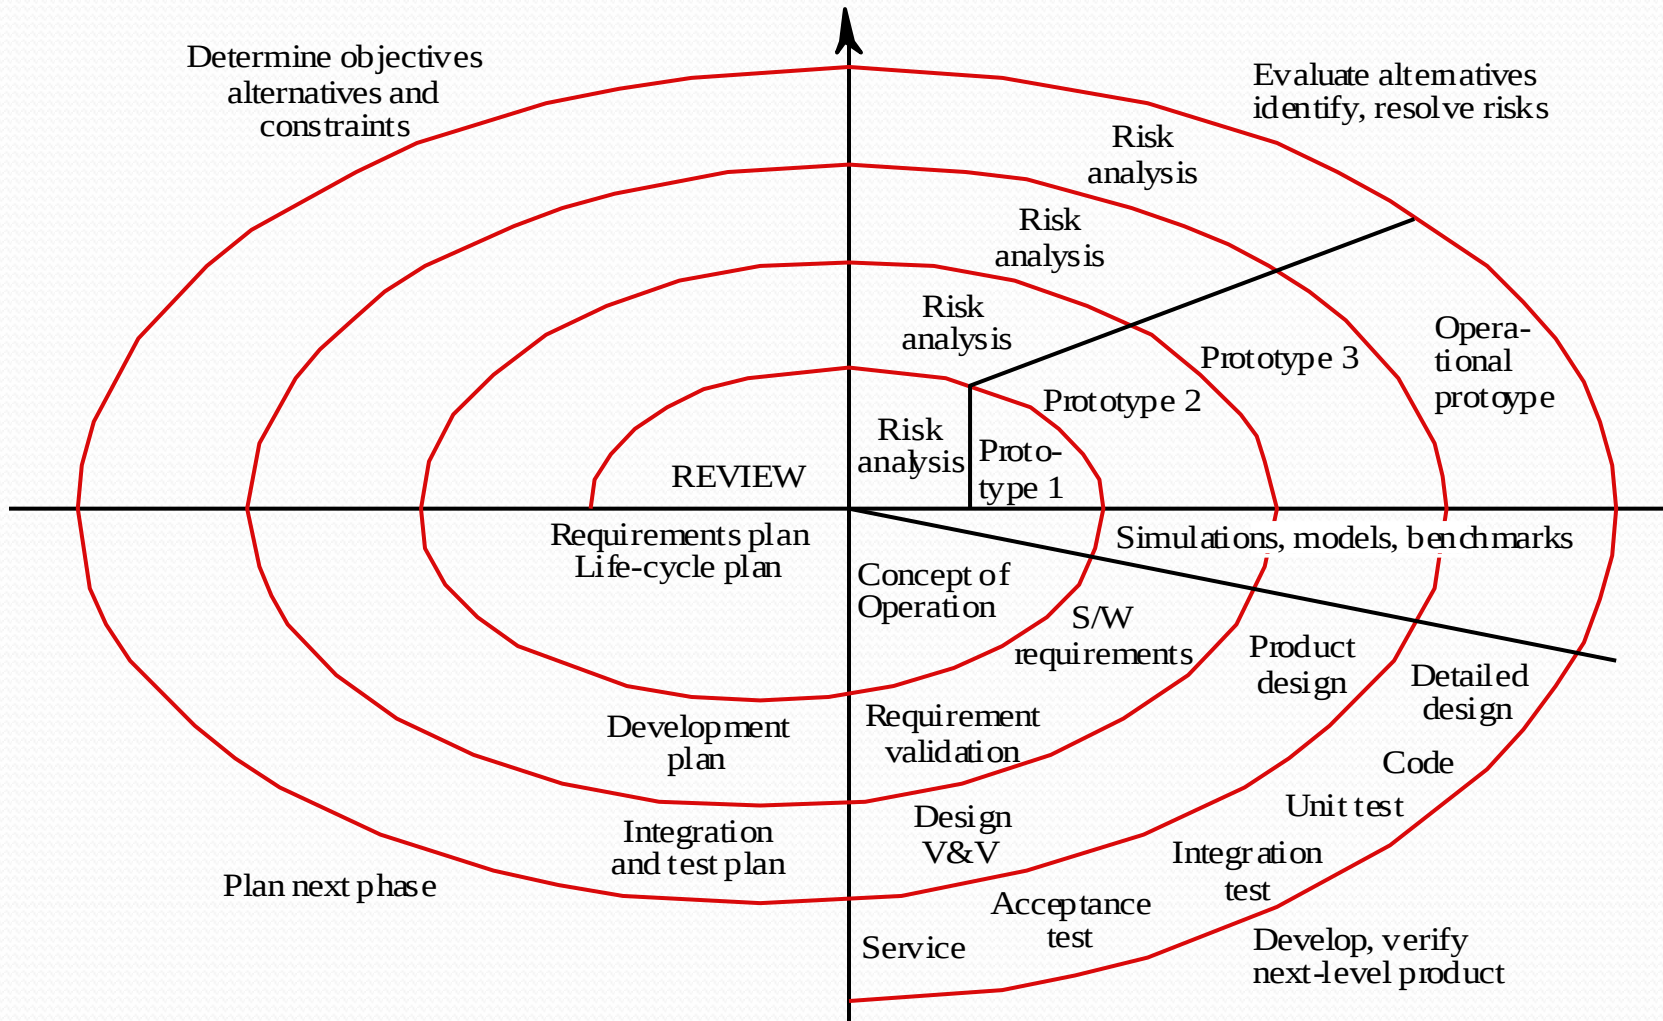 Determine objectives
alternatives and
constraints
Evaluate alternatives
identify, resolve risks
Risk
analysis
Risk
analysis
Risk
analysis
Risk
analysis
Opera-
tional
protoype
Prototype 3
Prototype 2
Proto-
type 1
REVIEW
Requirements plan
Life-cycle plan
Simulations, models, benchmarks
Concept of
Operation
S/W
requirements
Product
design
Detailed
design
Development
plan
Requirement
validation
Code
Unit test
Integration
and test plan
Design
V&V
Integration
test
Plan next phase
Acceptance
test
Service
Develop, verify
next-level product